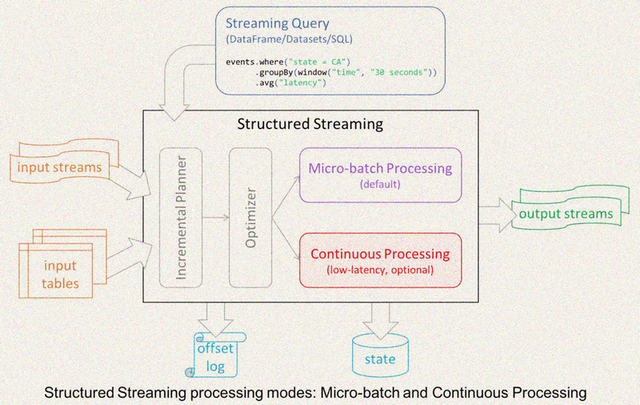 Streaming Query
(DataFrame/Datasets/SQL)
events.where("state = CA")
.groupBy(window("time", "30 seconds"))
.avg("latency")
Structured Streaming
input streams
input
tables
Incremental Planner
Optimizer
Micro-batch Processing
(default)
Continuous Processing
(low-latency, optional)
output streams
offset
log
state
Structured Streaming processing modes: Micro-batch and Continuous Processing